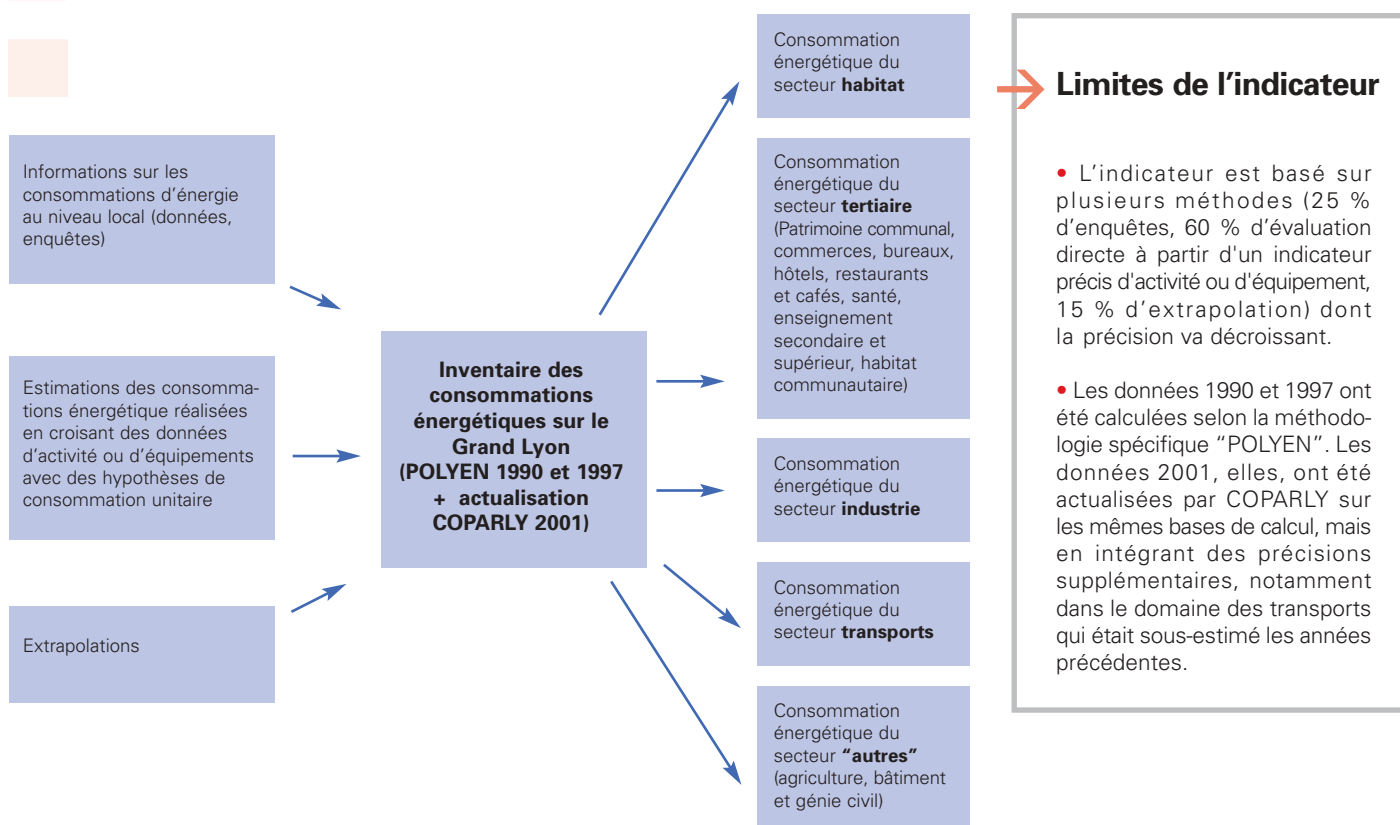 Informations sur les
consommations d'énergie
au niveau local (données,
enquêtes)
Estimations des consomma-
tions énergétique réalisées
en croisant des données
d'activité ou d'équipements
avec des hypothèses de
consommation unitaire
Extrapolations
Inventaire des
consommations
énergétiques sur le
Grand Lyon
(POLYEN 1990 et 1997
+ actualisation
COPARLY 2001)
Consommation
énergétique du
secteur habitat
Consommation
énergétique du
secteur tertiaire
(Patrimoine communal,
commerces, bureaux,
hôtels, restaurants
et cafés, santé,
enseignement
secondaire et
supérieur, habitat
communautaire)
Consommation
énergétique du
secteur industrie
Consommation
énergétique du
secteur transports
Consommation
énergétique du
secteur "autres"
(agriculture, bâtiment
et génie civil)
Limites de l'indicateur
• L'indicateur est basé sur
plusieurs méthodes (25 %
d'enquêtes, 60 % d'évaluation
directe à partir d'un indicateur
précis d'activité ou d'équipement,
15 % d'extrapolation) dont
la précision va décroissant.
• Les données 1990 et 1997 ont
été calculées selon la méthodo-
logie spécifique "POLYEN". Les
données 2001, elles, ont été
actualisées par COPARLY sur
les mêmes bases de calcul, mais
en intégrant des précisions
supplémentaires, notamment
dans le domaine des transports
qui était sous-estimé les années
précédentes.